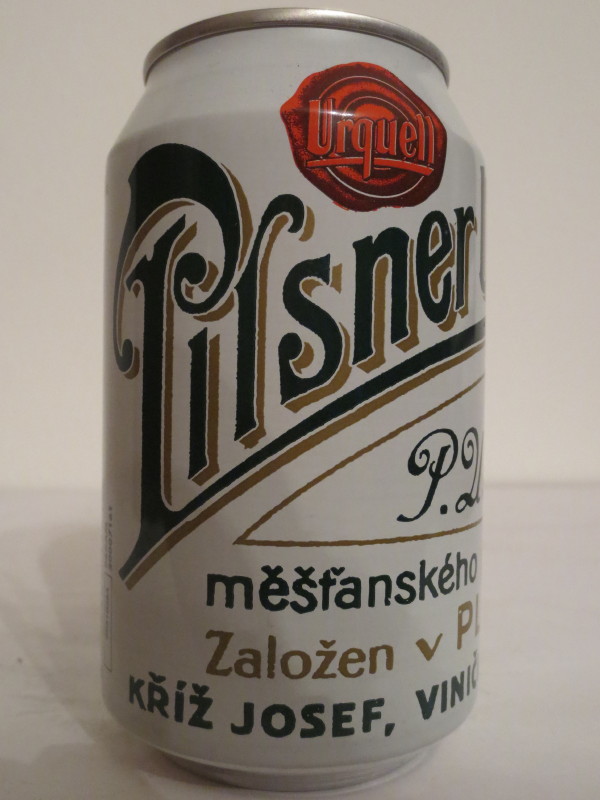 Urquell
Pilsner
P.
měšťanského
Založen v
KŘÍŽ JOSEF,